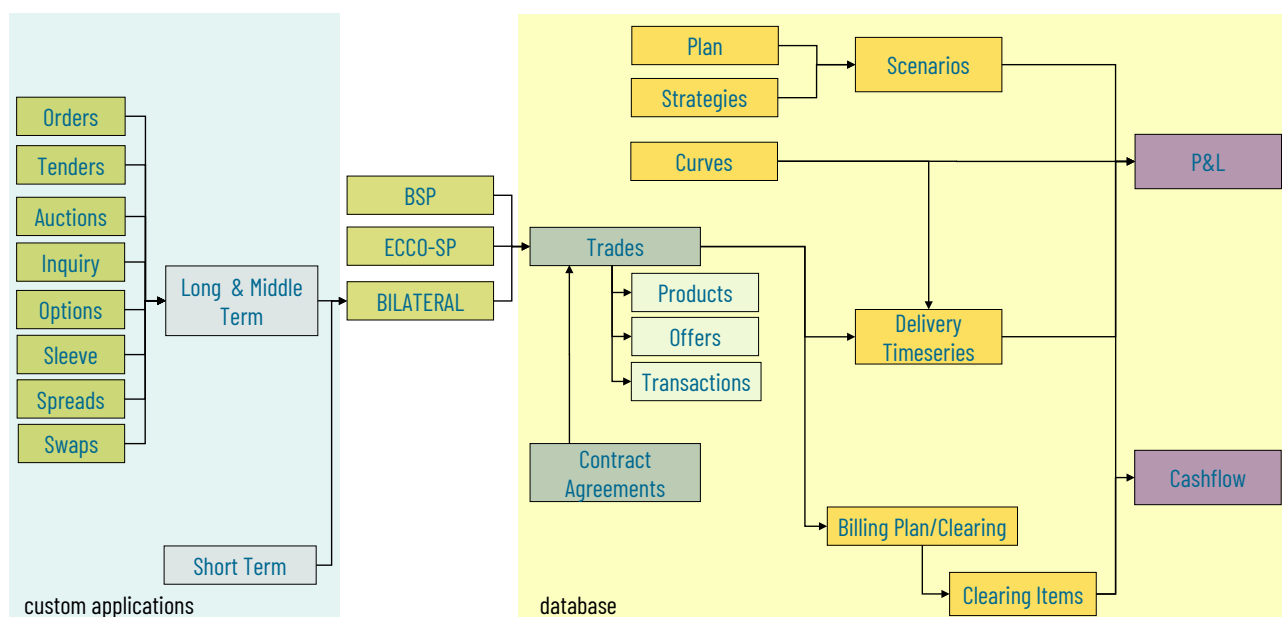 Orders
Tenders
Auctions
Inquiry
Options
Sleeve
Spreads
Swaps
Long & Middle
Term
Short Term
custom applications
BSP
ECCO-SP
BILATERAL
Plan
Strategies
Scenarios
Curves
P&L
Trades
Products
Offers
Transactions
Delivery
Timeseries
Contract
Agreements
Cashflow
Billing Plan/Clearing
Clearing Items
database